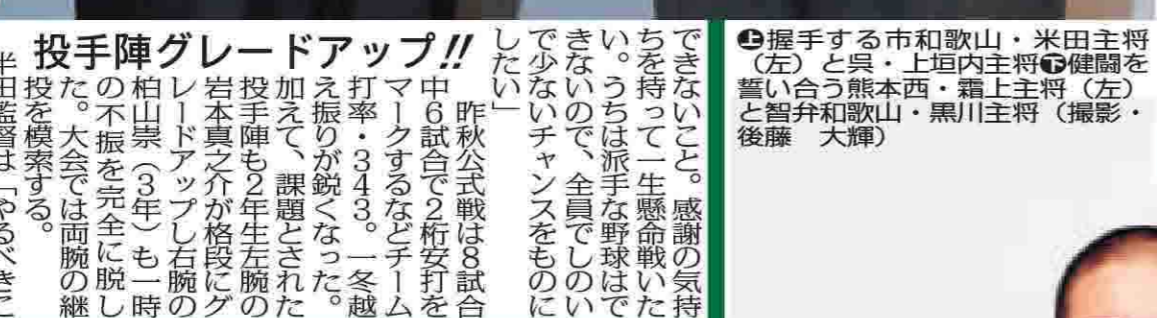 できないこと。感謝の気持
ちを持って一生懸命戦いた
い。うちは派手な野球はで
きないので、全員でしのい
で少ないチャンスをものに
したい」
投手陣グレードアップ!!
昨秋公式戦は8試合
中6試合で2桁安打を
マークするなどチーム
打率・343。一冬越
え振りが鋭くなった。
加えて、課題とされた
投手陣も2年生左腕の
岩本真之介が格段にグ
レードアップし右腕の
柏山崇（3年）も一時
の不振を完全に脱し
た。大会では両腕の継
投を模索する。
半田監督は「やるべきこ
㊤握手する市和歌山・米田主将
（左）と呉・上垣内主将㊦健闘を
誓い合う熊本西・霜上主将（左）
と智弁和歌山・黒川主将（撮影・
後藤　大輝）